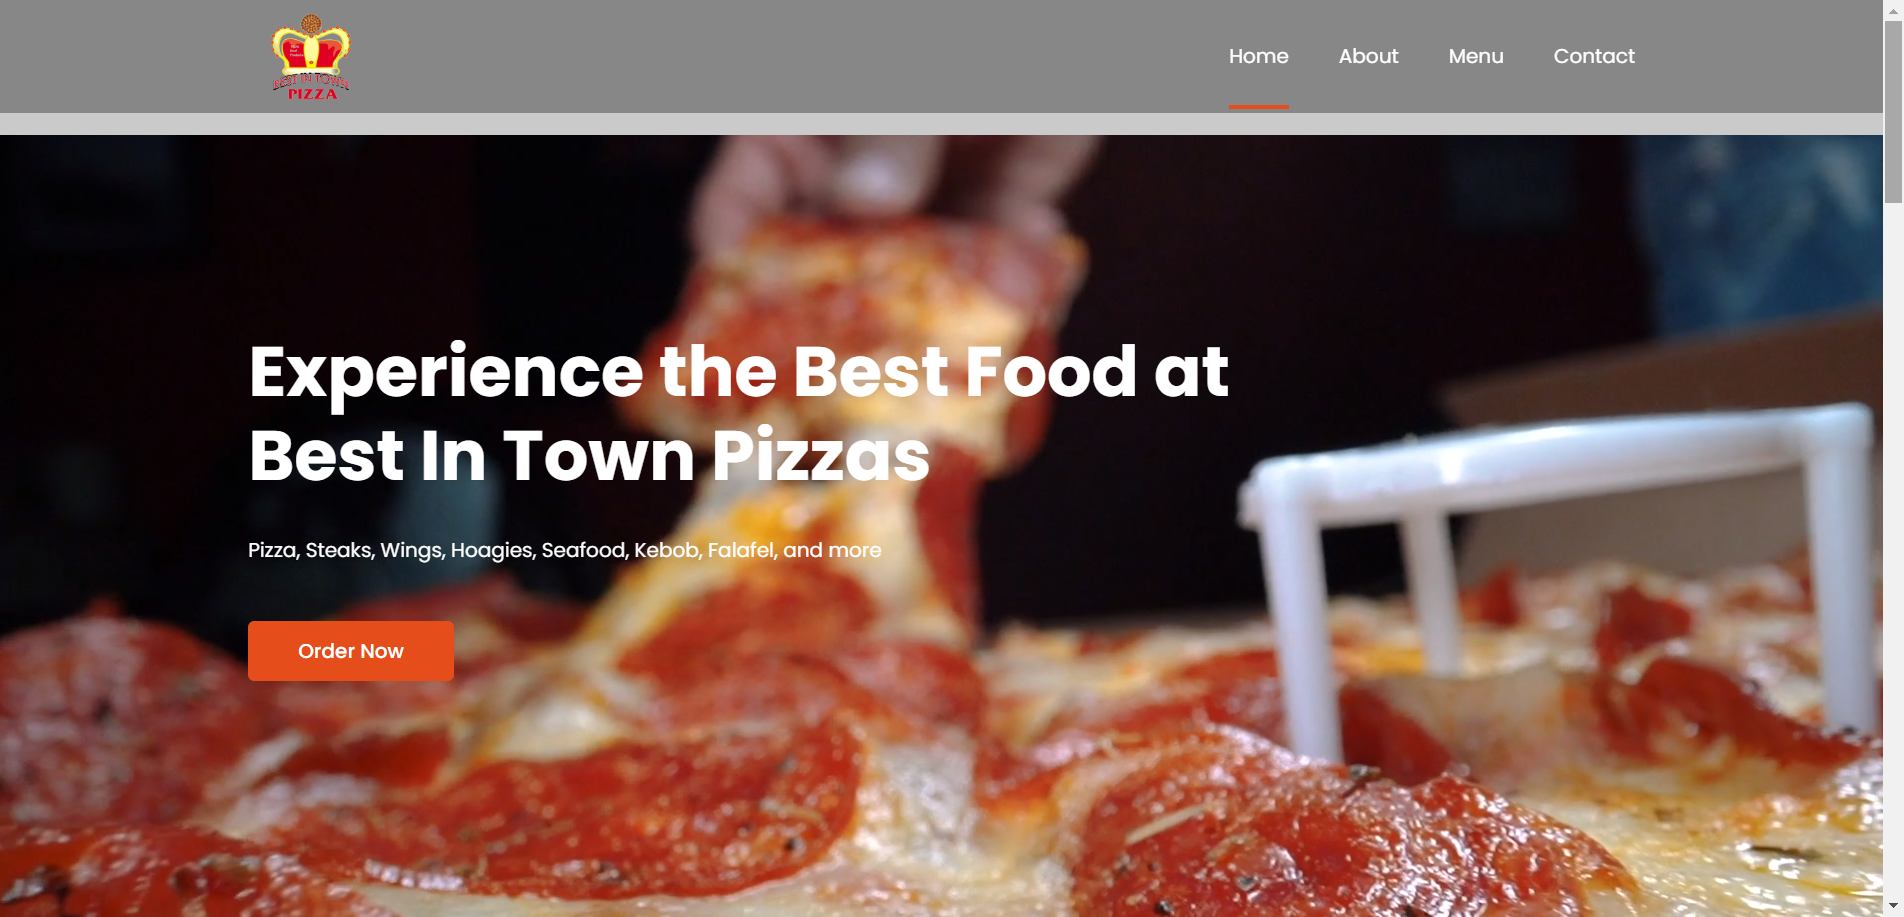 BEST IN TOWN
PIZZA
Home
About
Menu
Contact
Experience the Best Food at
Best In Town Pizzas
Pizza, Steaks, Wings, Hoagies, Seafood, Kebob, Falafel, and more
Order Now